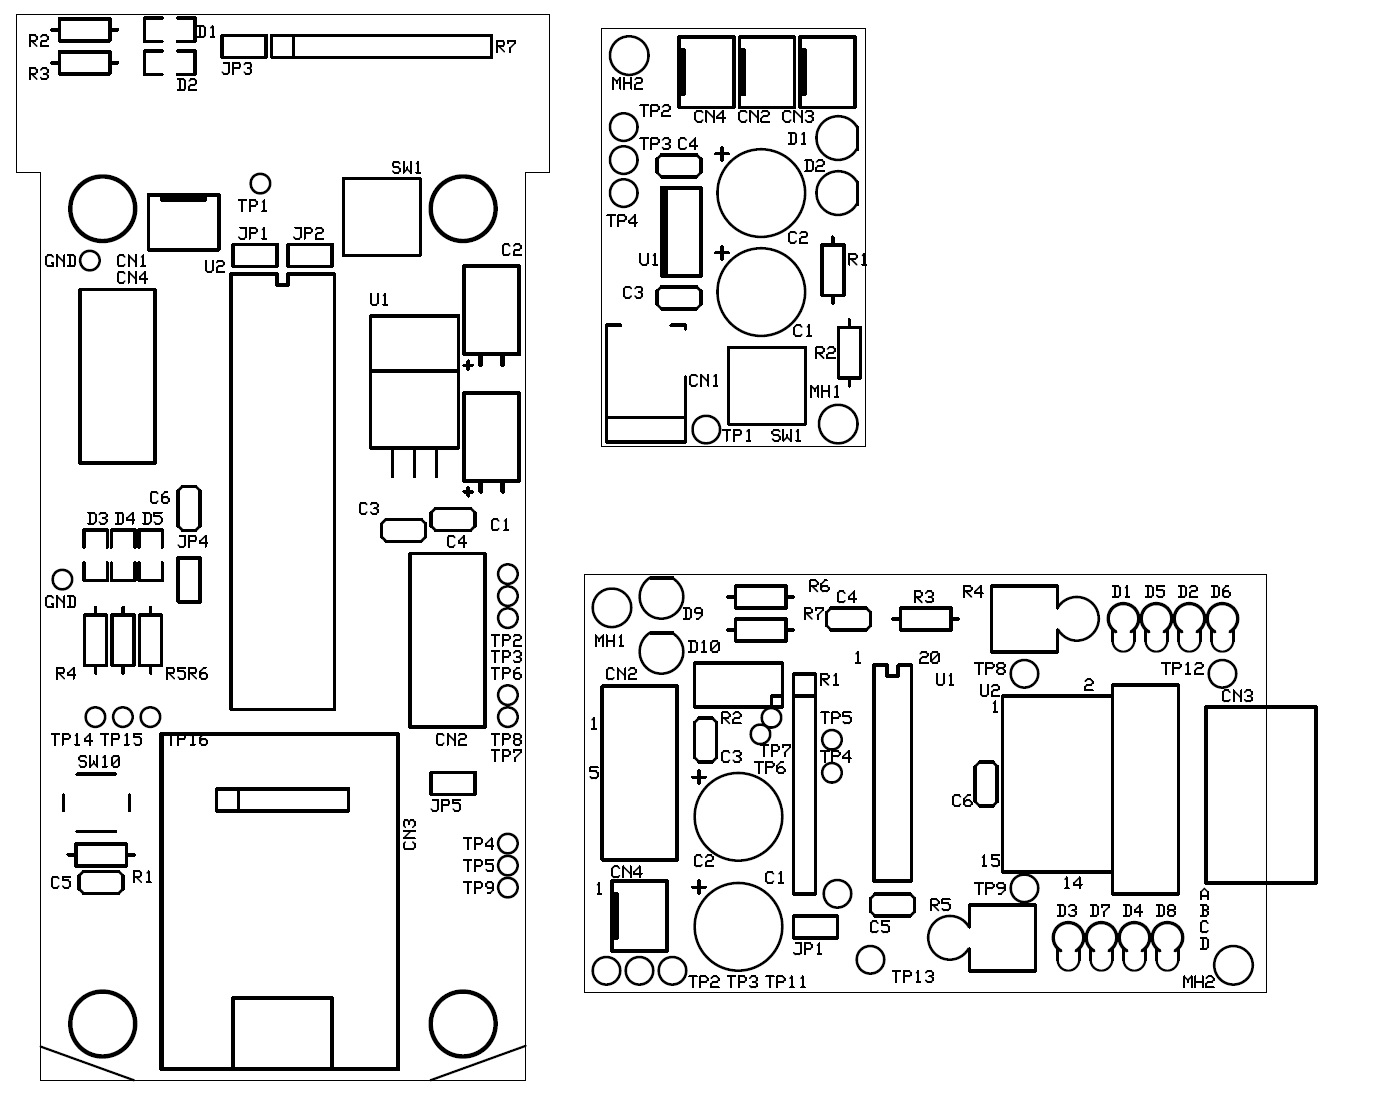 R2
D1
R7
R3
D2
JP3
SW1
TP1
JP1
JP2
C2
GND
CN1
U2
CN4
U1
+
C6
+
C3
C1
D3 D4 D5
JP4
C4
GND
TP2
TP3
TP6
R4
R5R6
TP14 TP15 TP16
CN2
TP8
TP7
SW10
JP5
CN3
TP4
TP5
TP9
C5
R1
MH2
TP2
CN4 CN2 CN3
D1
TP3 C4
+
D2
TP4
C2
U1
+
R1
C3
C1
R2
CN1
MH1
TP1
SW1
R6
R4
D1 D5 D2 D6
C4
R3
D9
R7
MH1
D10
1
20
TP8
TP12
CN2
R1
U1
U2
2
CN3
1
1
R2
TP5
TP7
TP4
5
C3
TP6
+
C6
C2
15
CN4
C1
14
1
+
TP9
A
B
C
D
R5
D3 D7 D4 D8
C5
JP1
TP2 TP3 TP11
TP13
MH2